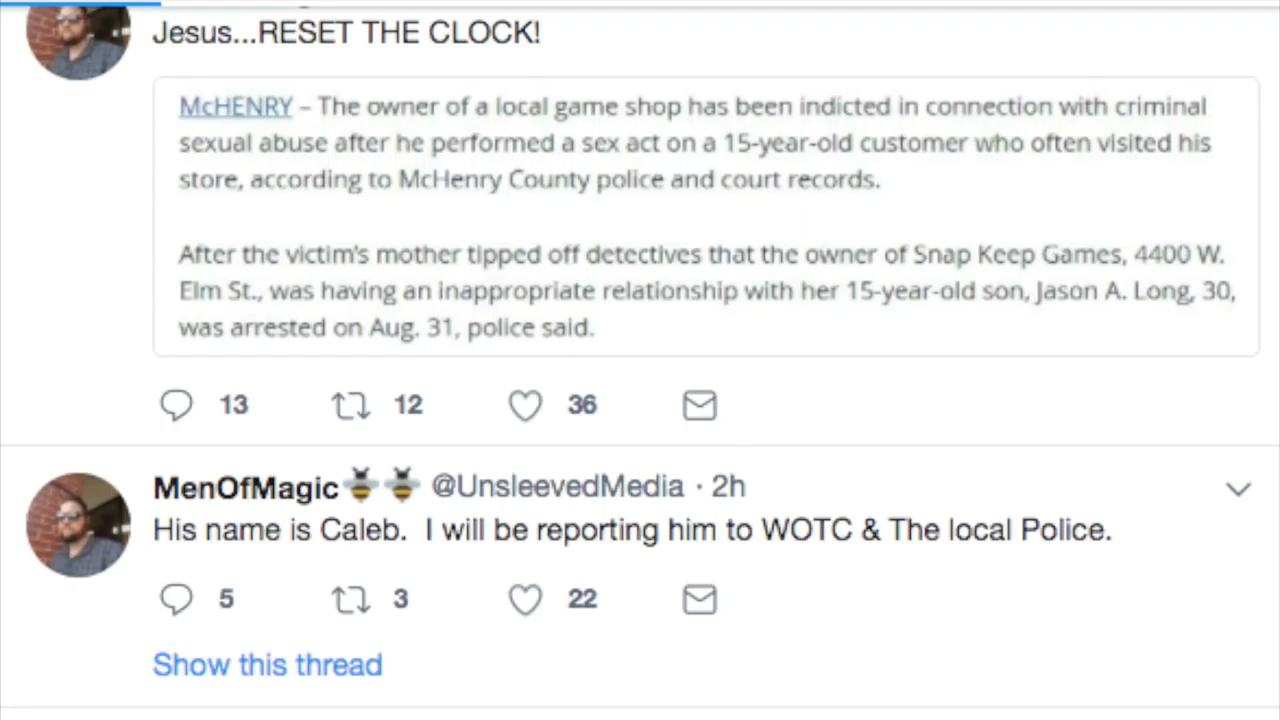 Jesus...RESET THE CLOCK!
McHENRY – The owner of a local game shop has been indicted in connection with criminal
sexual abuse after he performed a sex act on a 15-year-old customer who often visited his
store, according to McHenry County police and court records.
After the victim's mother tipped off detectives that the owner of Snap Keep Games, 4400 W.
Elm St., was having an inappropriate relationship with her 15-year-old son, Jason A. Long, 30,
was arrested on Aug. 31, police said.
13 12 36
MenOfMagic🐝🐝 @UnsleevedMedia · 2h
His name is Caleb.  I will be reporting him to WOTC & The local Police.
5 3 22
Show this thread